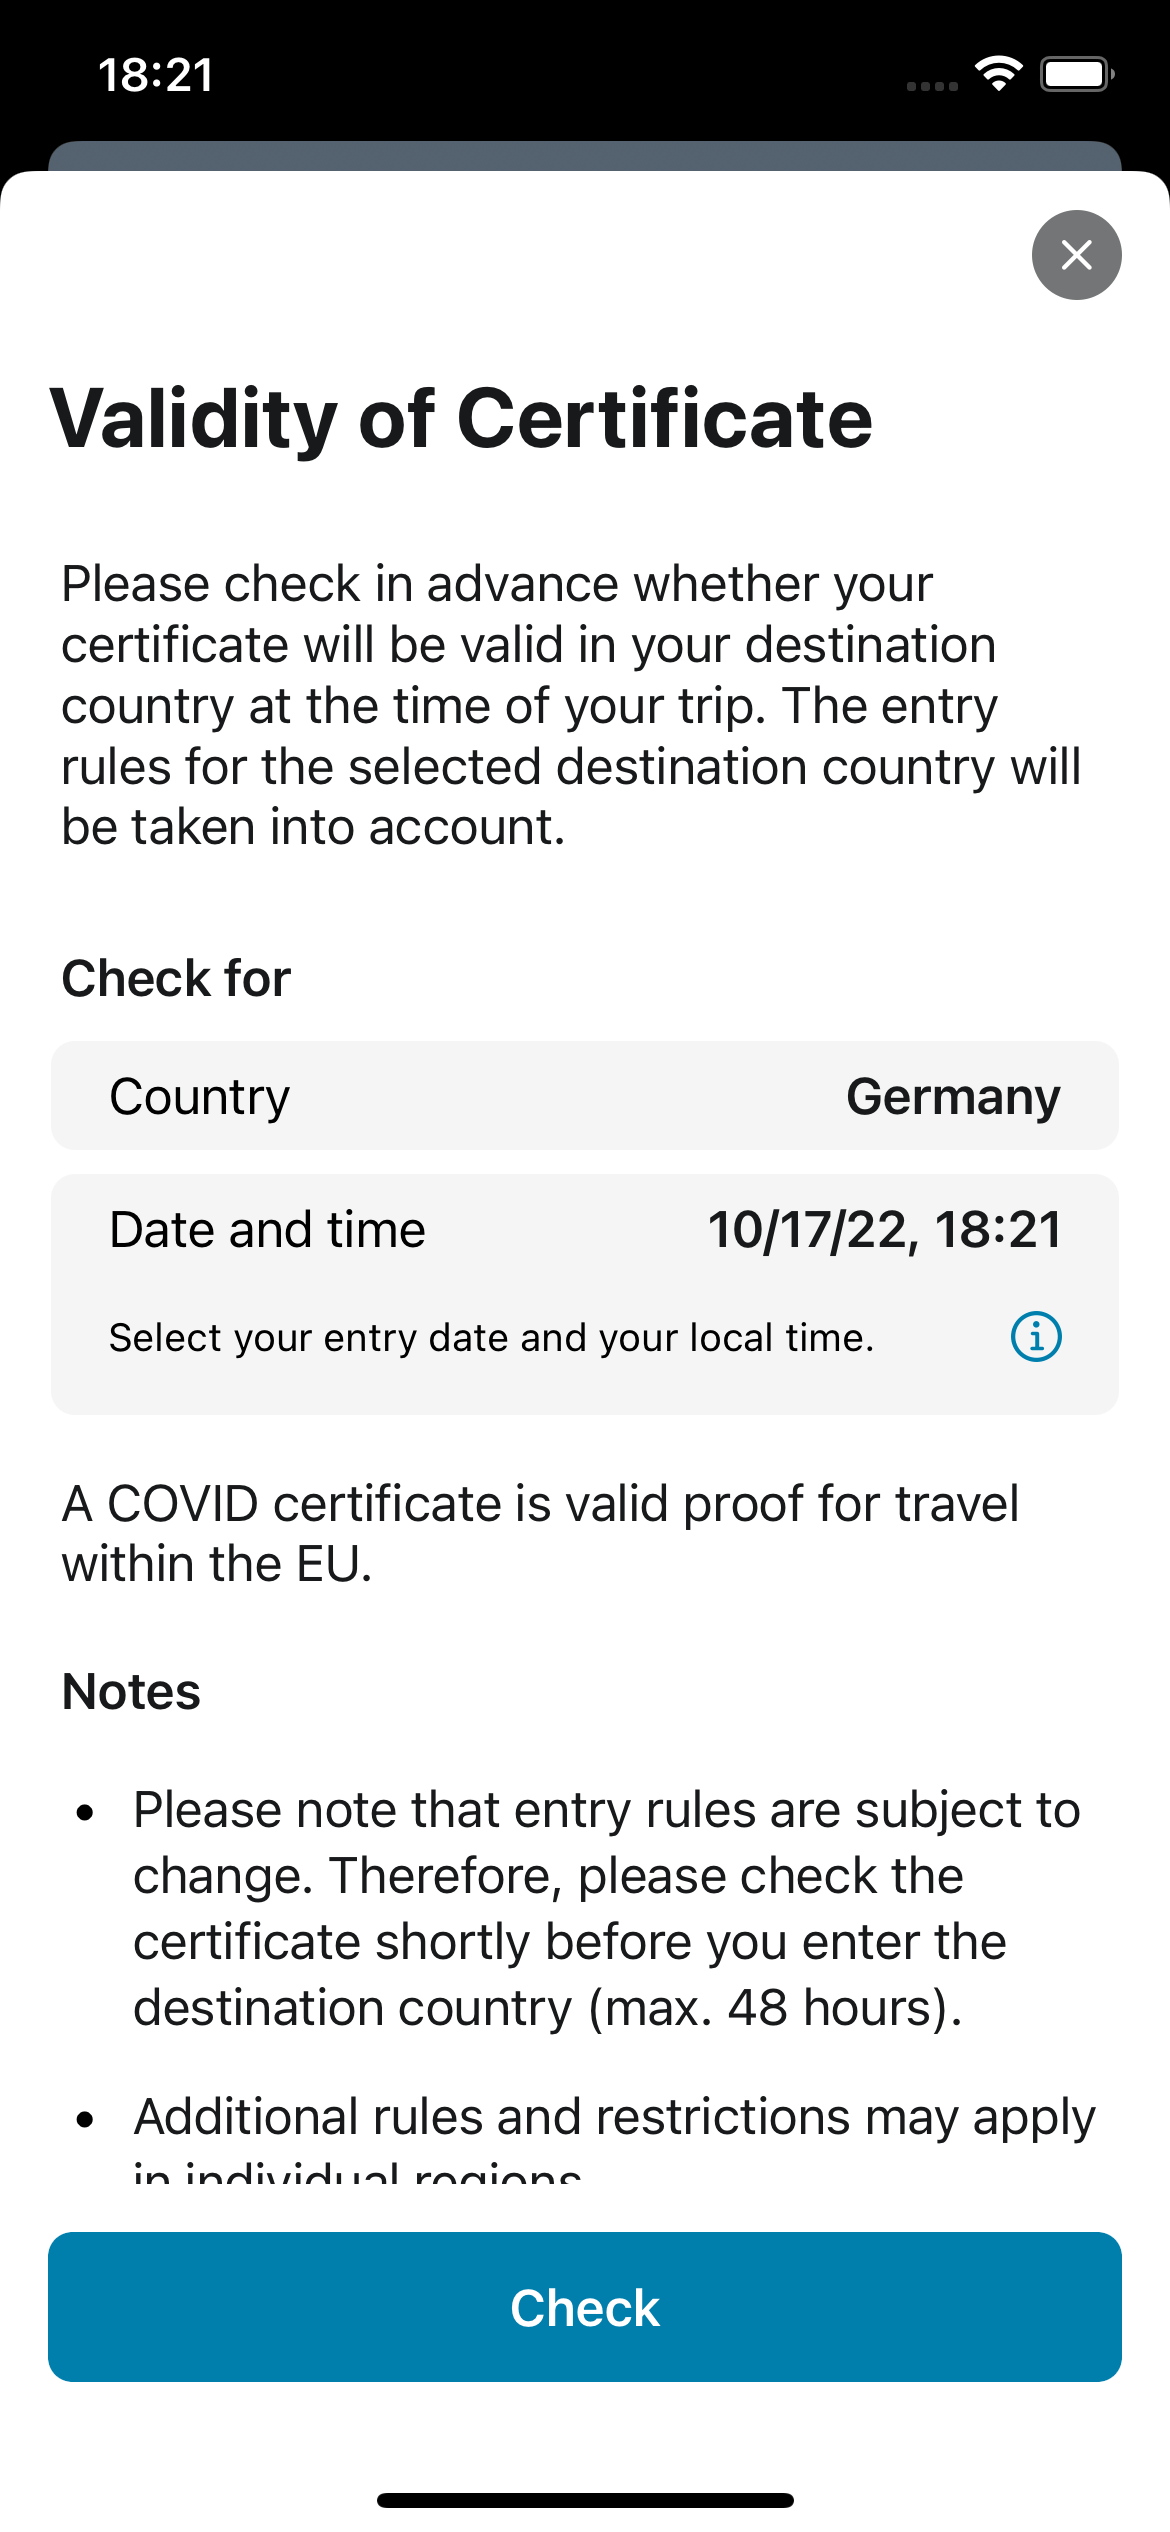 18:21
Validity of Certificate
Please check in advance whether your
certificate will be valid in your destination
country at the time of your trip. The entry
rules for the selected destination country will
be taken into account.
Check for
Country Germany
Date and time 10/17/22, 18:21
Select your entry date and your local time.
A COVID certificate is valid proof for travel
within the EU.
Notes
• Please note that entry rules are subject to
change. Therefore, please check the
certificate shortly before you enter the
destination country (max. 48 hours).
• Additional rules and restrictions may apply
in individual regions
Check